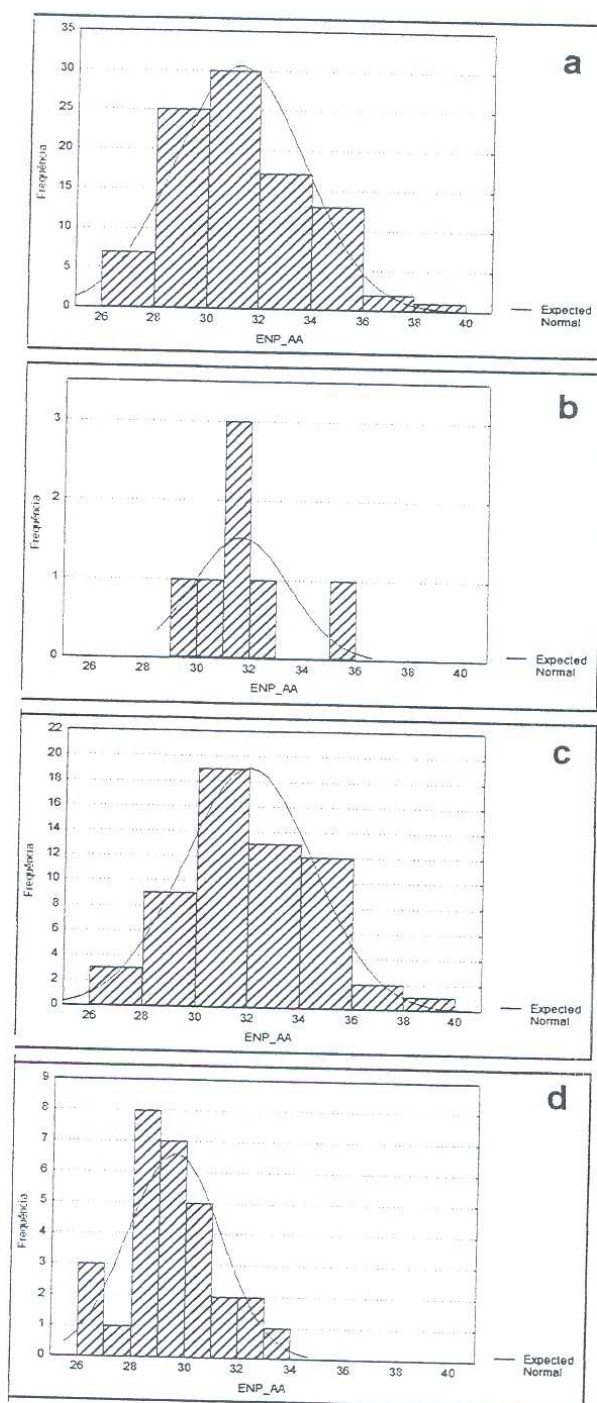 a
35
30
25
20
15
10
5
0
Frequência
26 28 30 32 34 36 38 40
ENP_AA
Expected
Normal
b
3
2
1
0
Frequência
26 28 30 32 34 36 38 40
ENP_AA
Expected
Normal
c
22
20
18
16
14
12
10
8
6
4
2
0
Frequência
26 28 30 32 34 36 38 40
ENP_AA
Expected
Normal
d
9
8
7
6
5
4
3
2
1
0
Frequência
26 28 30 32 34 36 38 40
ENP_AA
Expected
Normal